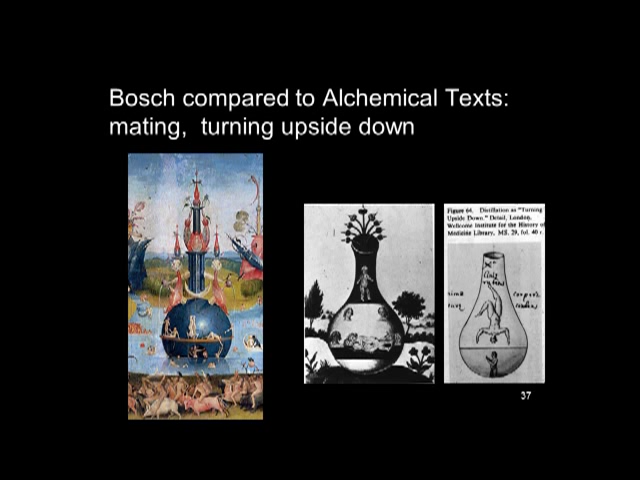 Bosch compared to Alchemical Texts:
mating, turning upside down
Figure 64. Distillation as "Turning
Upside Down." Detail, London,
Wellcome Institute for the History of
Medicine Library, MS. 29, fol. 40 r.
37